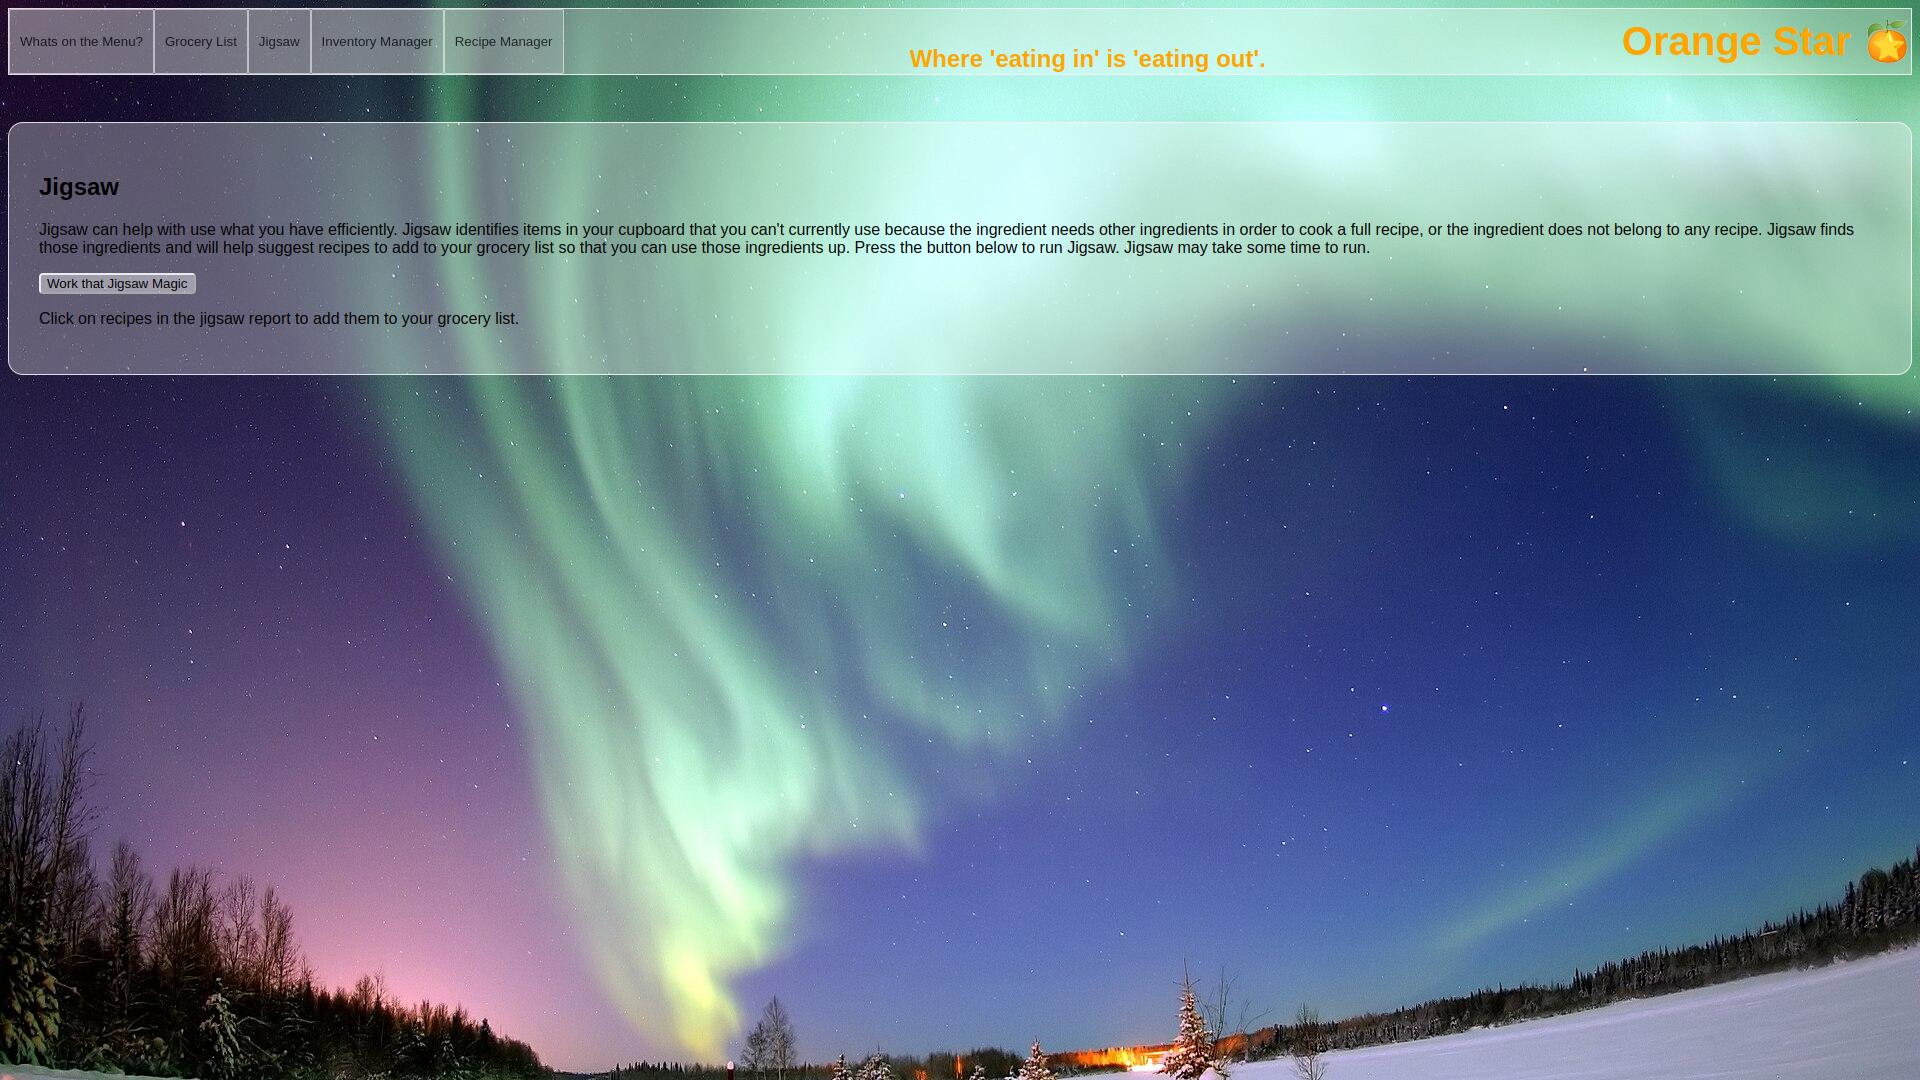 Whats on the Menu? Grocery List Jigsaw Inventory Manager Recipe Manager
Where 'eating in' is 'eating out'.
Orange Star
Jigsaw
Jigsaw can help with use what you have efficiently. Jigsaw identifies items in your cupboard that you can't currently use because the ingredient needs other ingredients in order to cook a full recipe, or the ingredient does not belong to any recipe. Jigsaw finds
those ingredients and will help suggest recipes to add to your grocery list so that you can use those ingredients up. Press the button below to run Jigsaw. Jigsaw may take some time to run.
Work that Jigsaw Magic
Click on recipes in the jigsaw report to add them to your grocery list.